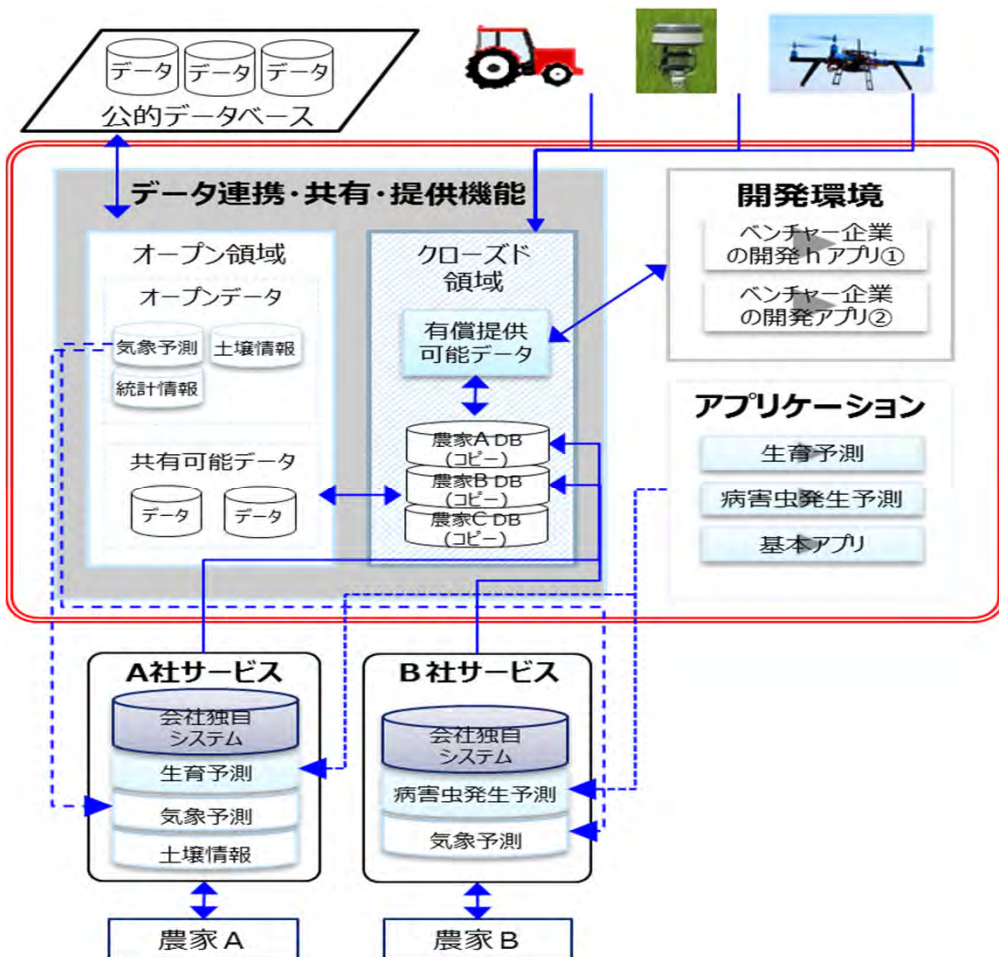 データ データ データ
公的データベース
データ連携・共有・提供機能
オープン領域
オープンデータ
気象予測 土壌情報
統計情報
共有可能データ
データ データ
クローズド
領域
有償提供
可能データ
農家A DB
(コピー)
農家B DB
(コピー)
農家C DB
(コピー)
開発環境
ベンチャー企業
の開発hアプリ①
ベンチャー企業
の開発アプリ②
アプリケーション
生育予測
病害虫発生予測
基本アプリ
A社サービス
会社独自
システム
生育予測
気象予測
土壌情報
農家A
B社サービス
会社独自
システム
病害虫発生予測
気象予測
農家B